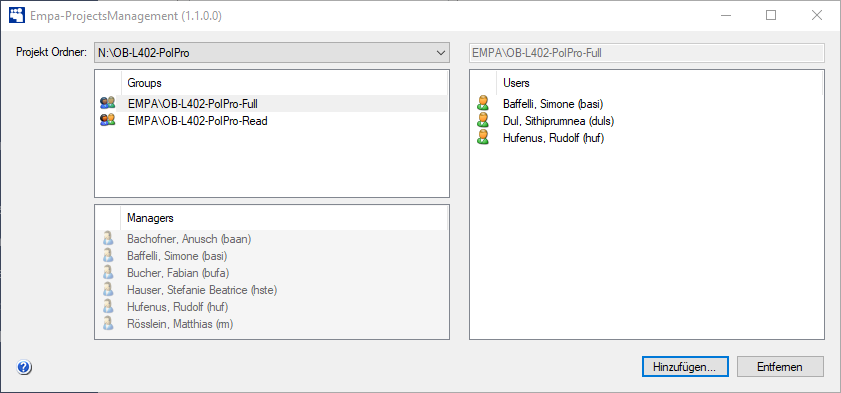 Empa-ProjectsManagement (1.1.0.0)
Projekt Ordner:
N:\OB-L402-PolPro
Groups
EMPA\OB-L402-PolPro-Full
EMPA\OB-L402-PolPro-Read
Managers
Bachofner, Anusch (baan)
Baffelli, Simone (basi)
Bucher, Fabian (bufa)
Hauser, Stefanie Beatrice (hste)
Hufenus, Rudolf (huf)
Rösslein, Matthias (rm)
EMPA\OB-L402-PolPro-Full
Users
Baffelli, Simone (basi)
Dul, Sithiprumnea (duls)
Hufenus, Rudolf (huf)
?
Hinzufügen...
Entfernen